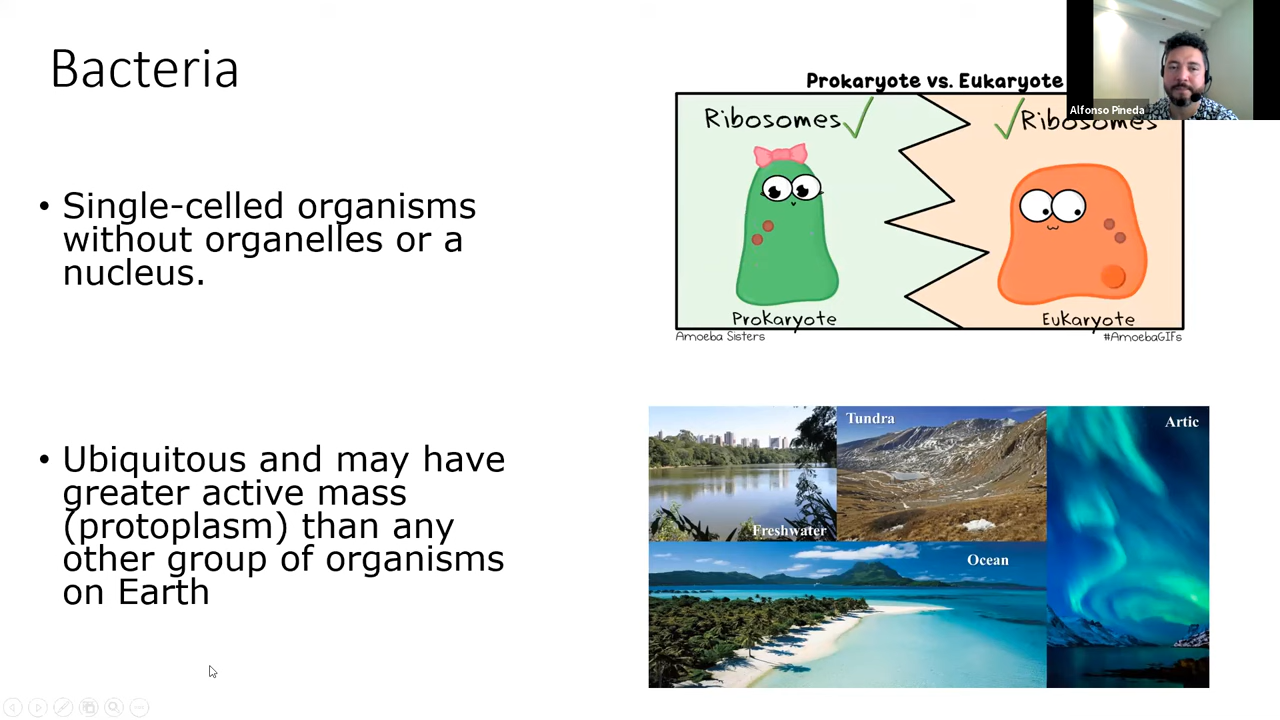 Bacteria
• Single-celled organisms
without organelles or a
nucleus.
• Ubiquitous and may have
greater active mass
(protoplasm) than any
other group of organisms
on Earth
Prokaryote vs. Eukaryote
Alfonso Pineda
Ribosomes
Ribosomes
Prokaryote
Eukaryote
Amoeba Sisters
#AmoebaGIFs
Freshwater
Tundra
Artic
Ocean